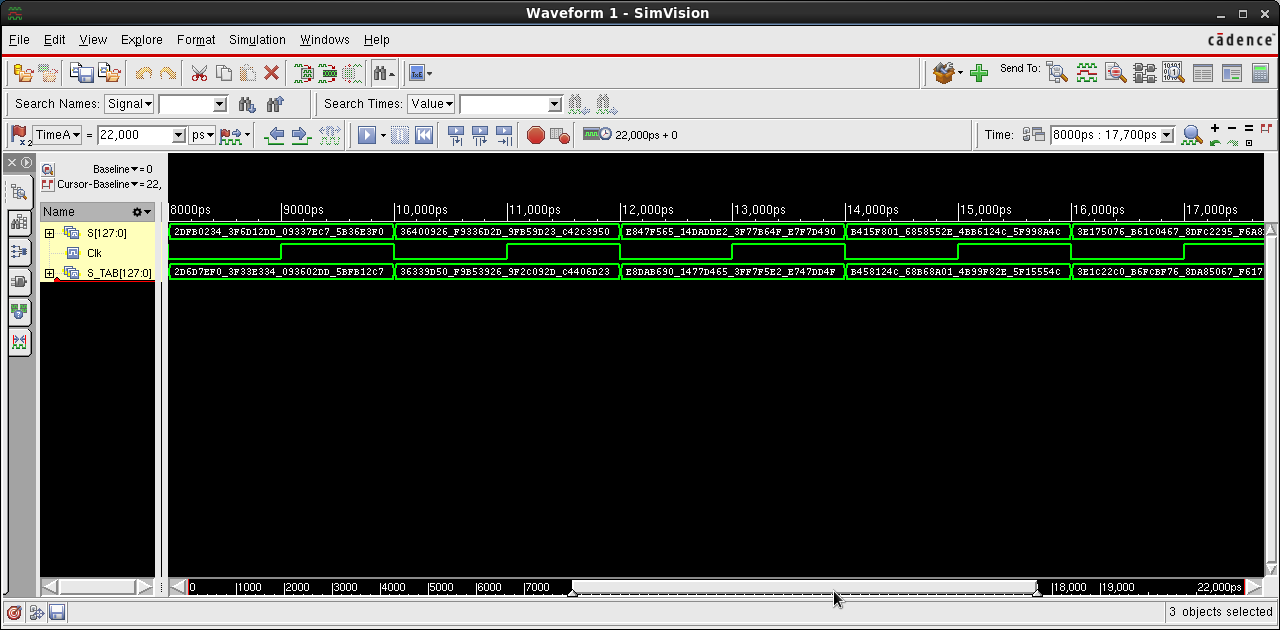 Waveform 1 - SimVision
File Edit View Explore Format Simulation Windows Help
cādence
Send To:
Search Names: Signal Search Times: Value
TimeA = 22,000 ps 22,000ps + 0 Time: 8000ps : 17,700ps
Baseline = 0
Cursor-Baseline = 22,
Name 8000ps 9000ps 10,000ps 11,000ps 12,000ps 13,000ps 14,000ps 15,000ps 16,000ps 17,000ps
S[127:0] 2DFB0234_3F6D12DD_09337EC7_5B36E3F0 36400926_F9336D2D_9FB59D23_C42C3950 E847F565_14DADDE2_3F77B64F_E7F7D490 B415F801_6858552E_4BB6124C_5F998A4C 3E175076_B61C0467_8DFC2295_F6A8
Clk
S_TAB[127:0] 2D6D7EF0_3F33E334_093602DD_5BFB12C7 36339D50_F9B53926_9F2C092D_C4406D23 E8DAB690_1477D465_3FF7F5E2_E747DD4F B458124C_68B68A01_4B99F82E_5F15554C 3E1C22C0_B6FCBF76_8DA85067_F617
0 1000 2000 3000 4000 5000 6000 7000 18,000 19,000 22,000ps
3 objects selected